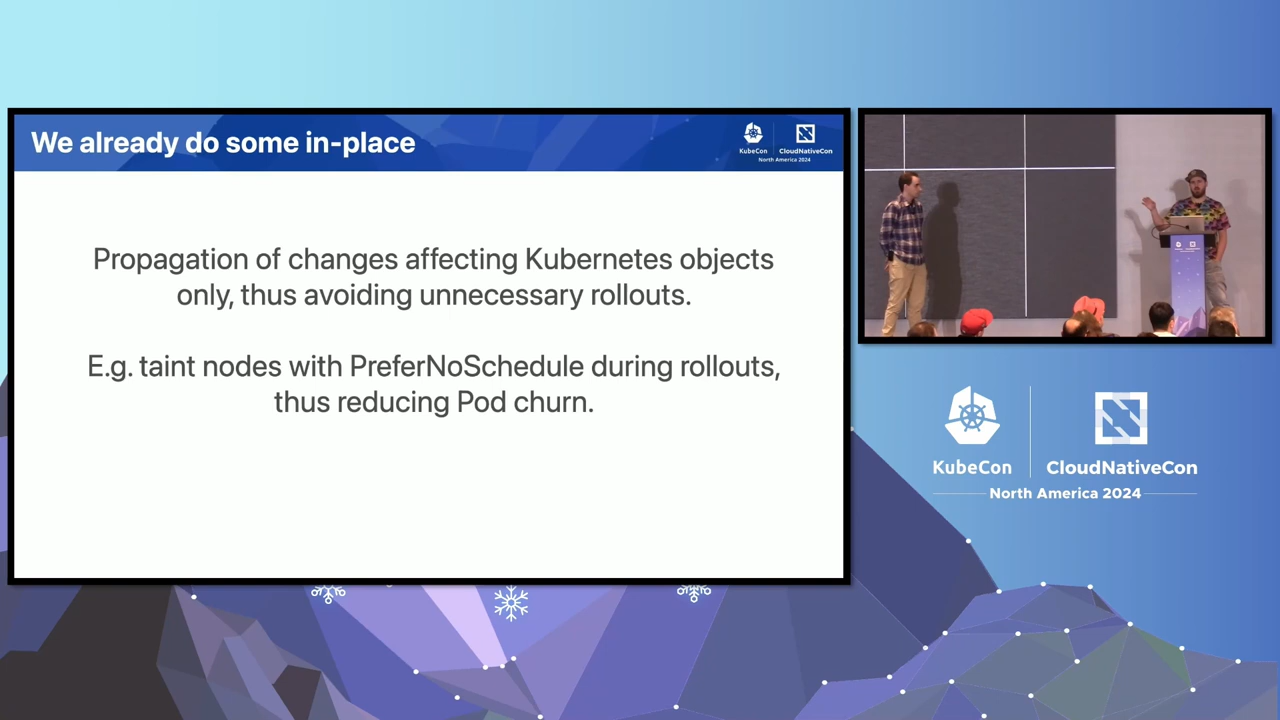 We already do some in-place
KubeCon
CloudNativeCon
North America 2024
Propagation of changes affecting Kubernetes objects
only, thus avoiding unnecessary rollouts.
E.g. taint nodes with PreferNoSchedule during rollouts,
thus reducing Pod churn.
KubeCon
CloudNativeCon
North America 2024